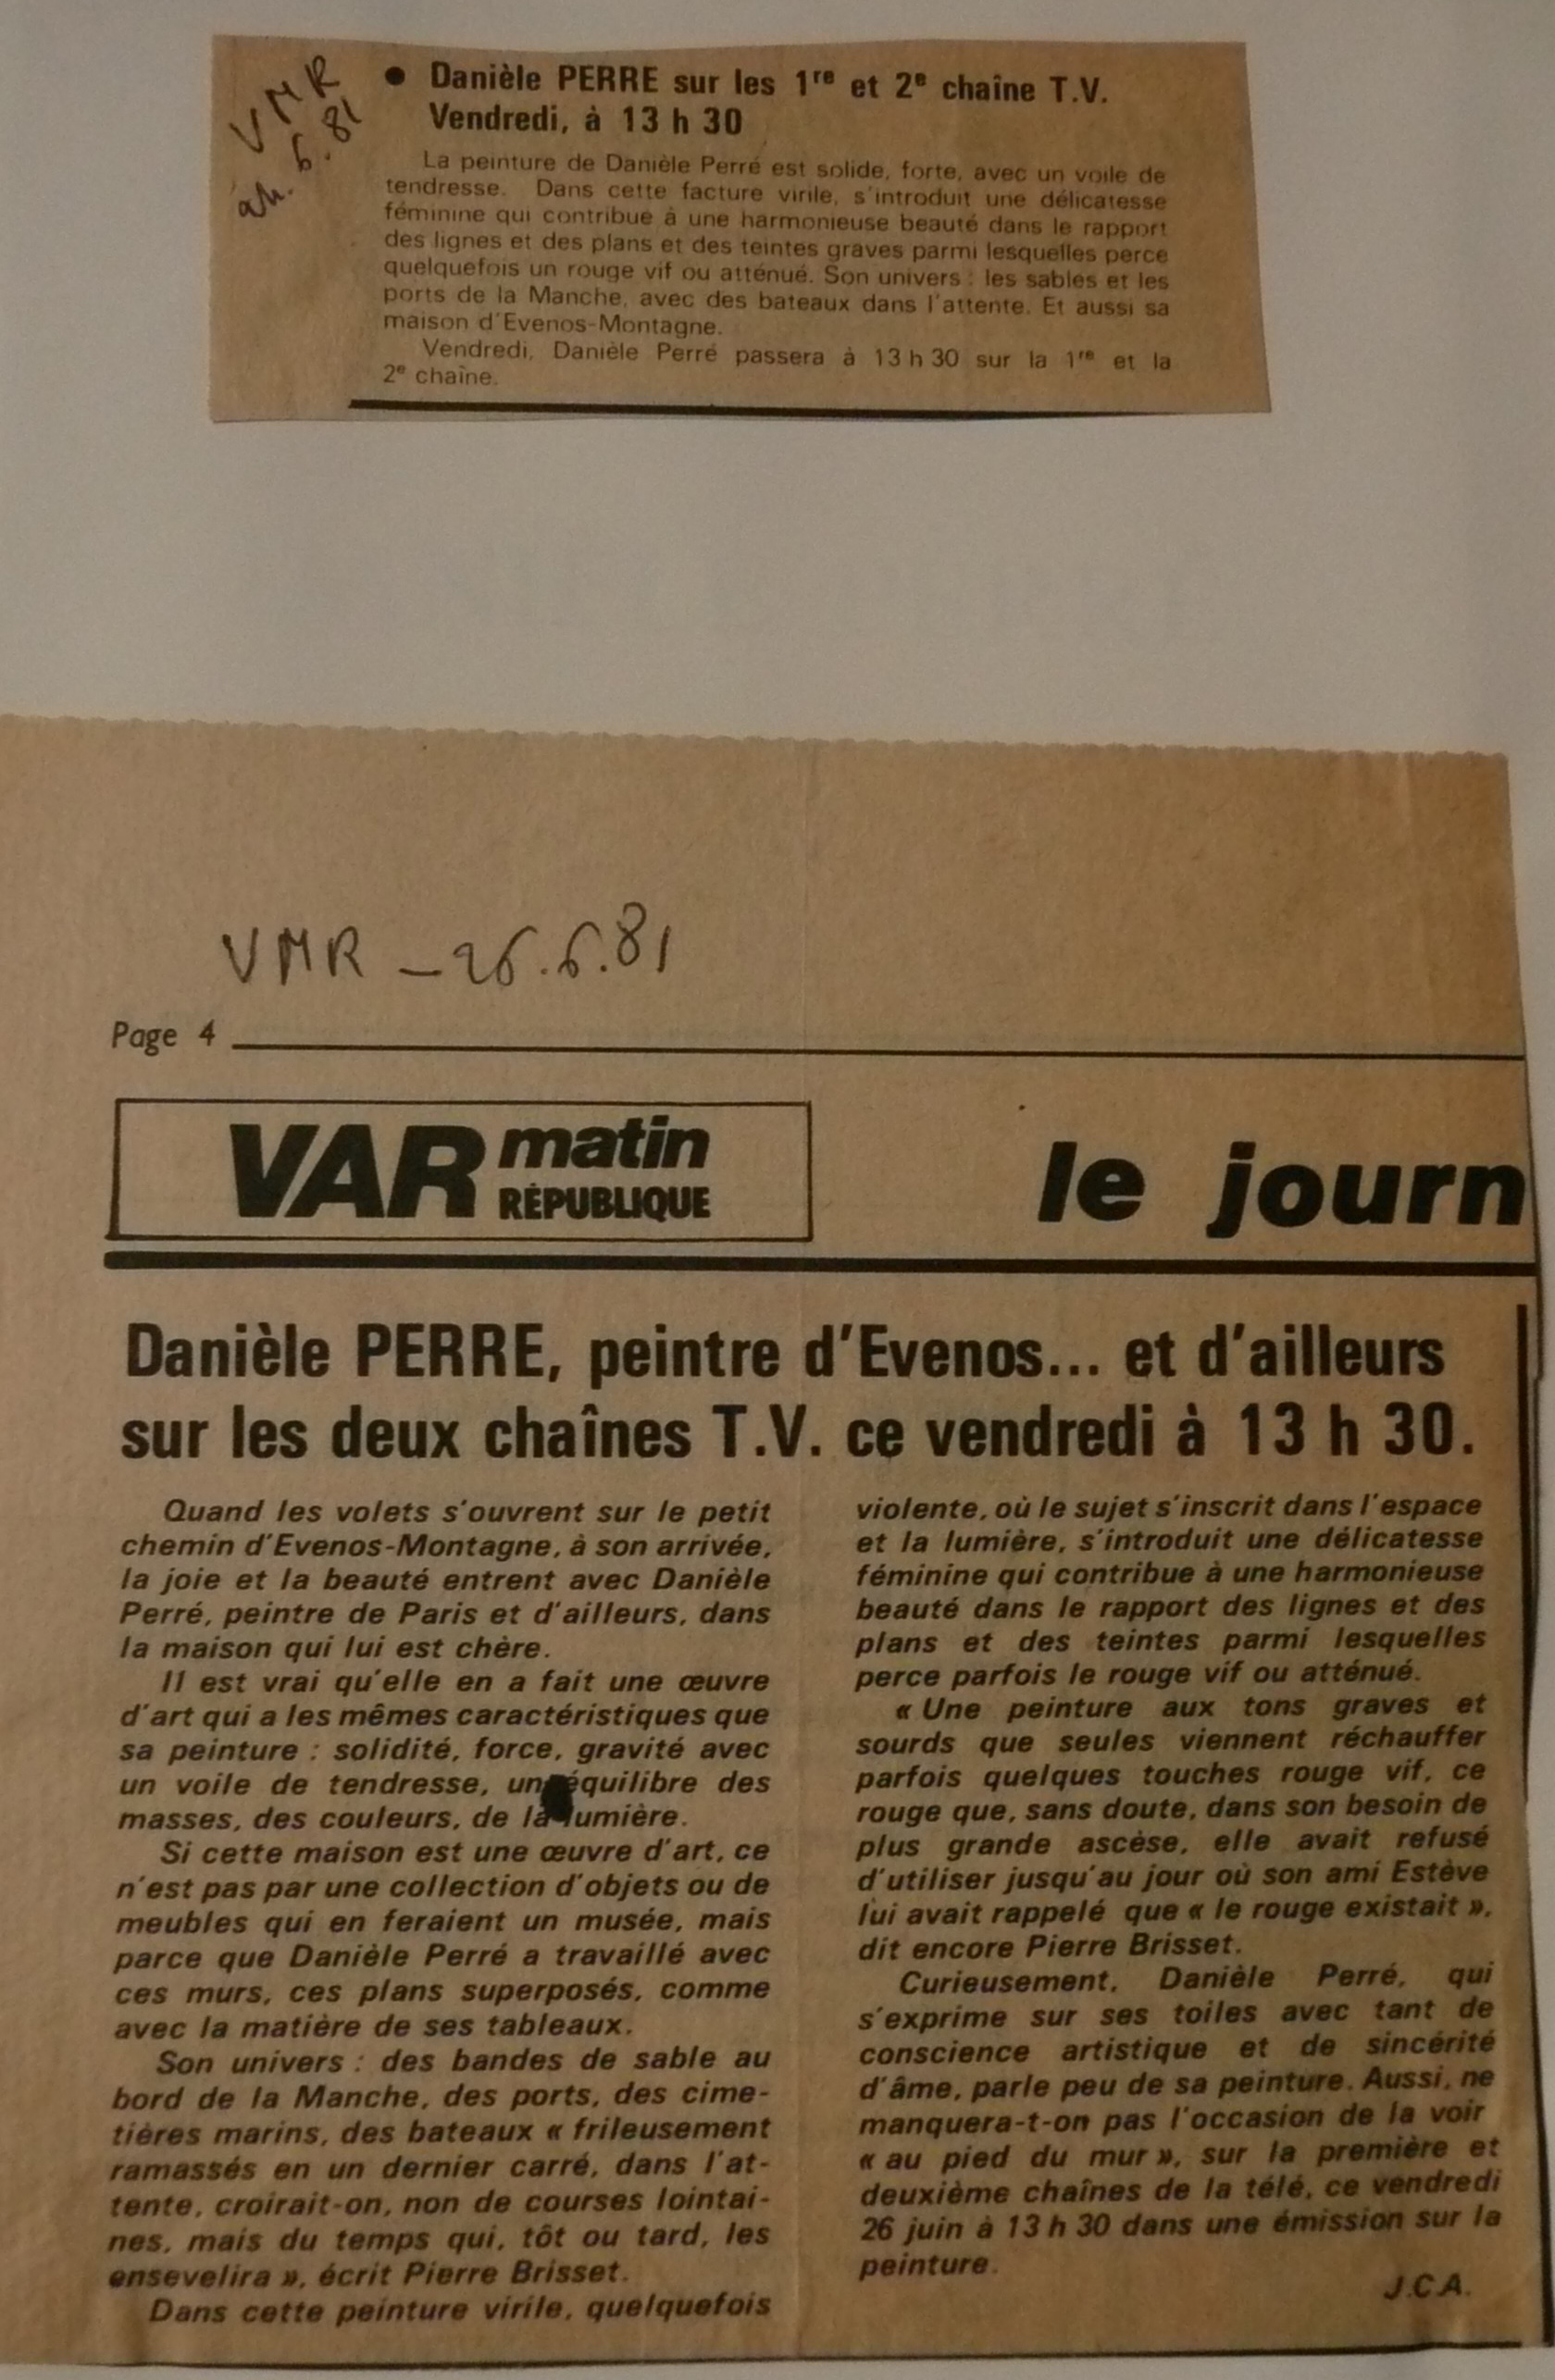 VMR
6.81
● Danièle PERRE sur les 1re et 2e chaîne T.V.
Vendredi, à 13 h 30
La peinture de Danièle Perré est solide, forte, avec un voile de
tendresse. Dans cette facture virile, s'introduit une délicatesse
féminine qui contribue à une harmonieuse beauté dans le rapport
des lignes et des plans et des teintes graves parmi lesquelles perce
quelquefois un rouge vif ou atténué. Son univers : les sables et les
ports de la Manche, avec des bateaux dans l'attente. Et aussi sa
maison d'Evenos-Montagne.
Vendredi, Danièle Perré passera à 13 h 30 sur la 1re et la
2e chaîne.
VMR - 26.6.81
Page 4
VAR matin
RÉPUBLIQUE
le journ
Danièle PERRE, peintre d'Evenos... et d'ailleurs
sur les deux chaînes T.V. ce vendredi à 13 h 30.
Quand les volets s'ouvrent sur le petit
chemin d'Evenos-Montagne, à son arrivée,
la joie et la beauté entrent avec Danièle
Perré, peintre de Paris et d'ailleurs, dans
la maison qui lui est chère.
Il est vrai qu'elle en a fait une œuvre
d'art qui a les mêmes caractéristiques que
sa peinture : solidité, force, gravité avec
un voile de tendresse, un équilibre des
masses, des couleurs, de la lumière.
Si cette maison est une œuvre d'art, ce
n'est pas par une collection d'objets ou de
meubles qui en feraient un musée, mais
parce que Danièle Perré a travaillé avec
ces murs, ces plans superposés, comme
avec la matière de ses tableaux.
Son univers : des bandes de sable au
bord de la Manche, des ports, des cime-
tières marins, des bateaux « frileusement
ramassés en un dernier carré, dans l'at-
tente, croirait-on, non de courses lointai-
nes, mais du temps qui, tôt ou tard, les
ensevelira », écrit Pierre Brisset.
Dans cette peinture virile, quelquefois
violente, où le sujet s'inscrit dans l'espace
et la lumière, s'introduit une délicatesse
féminine qui contribue à une harmonieuse
beauté dans le rapport des lignes et des
plans et des teintes parmi lesquelles
perce parfois le rouge vif ou atténué.
« Une peinture aux tons graves et
sourds que seules viennent réchauffer
parfois quelques touches rouge vif, ce
rouge que, sans doute, dans son besoin de
plus grande ascèse, elle avait refusé
d'utiliser jusqu'au jour où son ami Estève
lui avait rappelé que « le rouge existait »,
dit encore Pierre Brisset.
Curieusement, Danièle Perré, qui
s'exprime sur ses toiles avec tant de
conscience artistique et de sincérité
d'âme, parle peu de sa peinture. Aussi, ne
manquera-t-on pas l'occasion de la voir
« au pied du mur », sur la première et
deuxième chaînes de la télé, ce vendredi
26 juin à 13 h 30 dans une émission sur la
peinture.
J.C.A.